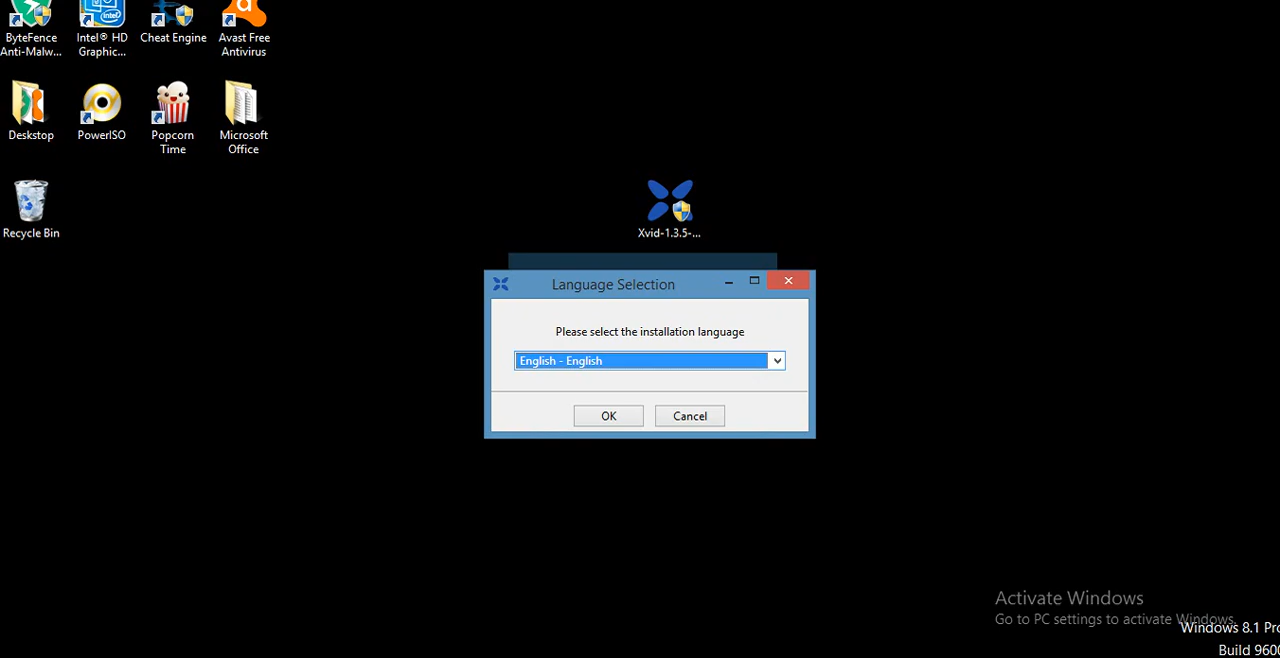 ByteFence
Anti-Malw...
Intel® HD
Graphic...
Cheat Engine
Avast Free
Antivirus
Deskstop
PowerISO
Popcorn
Time
Microsoft
Office
Recycle Bin
Xvid-1.3.5-...
Language Selection
Please select the installation language
English - English
OK
Cancel
Activate Windows
Go to PC settings to activate Windows.
Windows 8.1 Pro
Build 9600